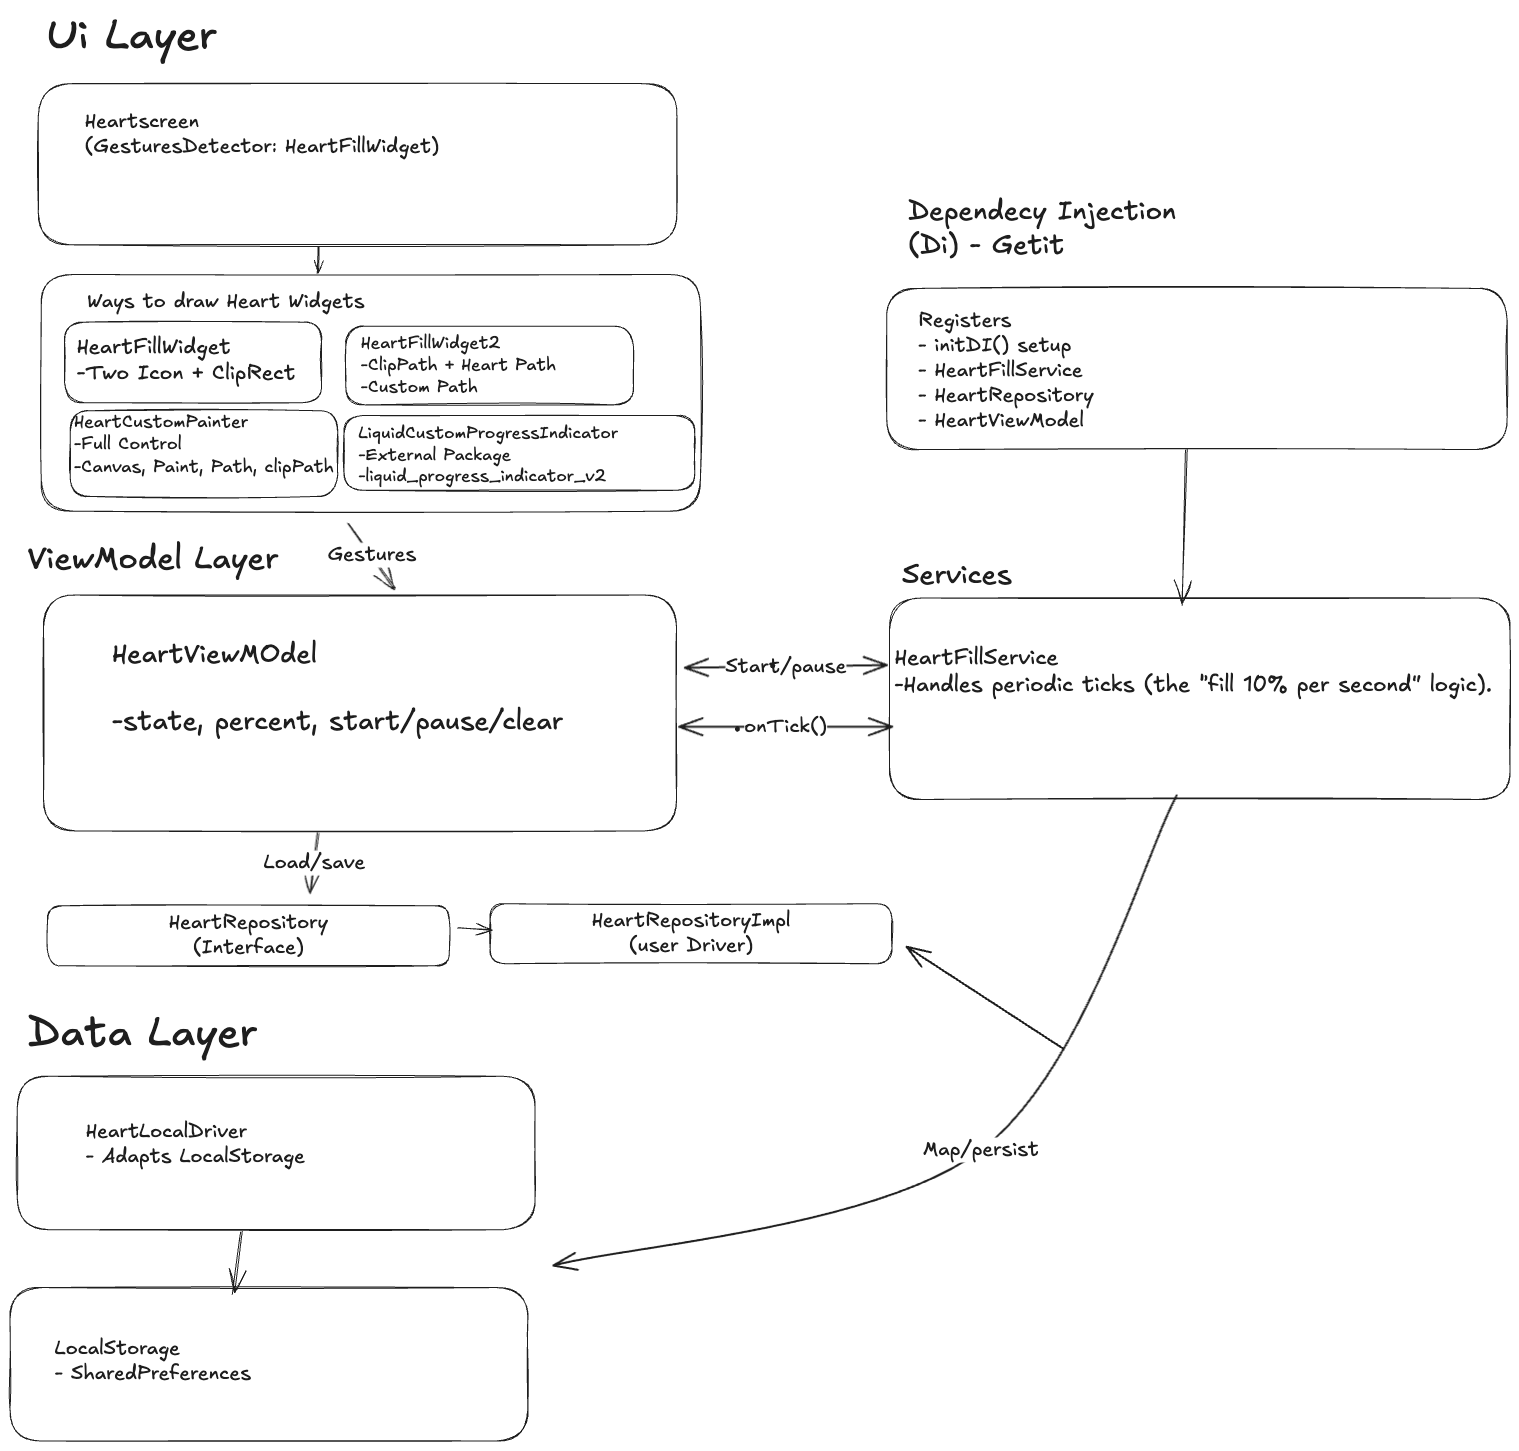 Ui Layer
Heartscreen
(GesturesDetector: HeartFillWidget)
Ways to draw Heart Widgets
HeartFillWidget
-Two Icon + ClipRect
HeartFillWidget2
-ClipPath + Heart Path
-Custom Path
HeartCustomPainter
-Full Control
-Canvas, Paint, Path, clipPath
LiquidCustomProgressIndicator
-External Package
-liquid_progress_indicator_v2
Dependecy Injection
(Di) - Getit
Registers
- initDI() setup
- HeartFillService
- HeartRepository
- HeartViewModel
Gestures
ViewModel Layer
HeartViewMOdel
-state, percent, start/pause/clear
Start/pause
•onTick()
Services
HeartFillService
-Handles periodic ticks (the "fill 10% per second" logic).
Load/save
HeartRepository
(Interface)
HeartRepositoryImpl
(user Driver)
Data Layer
HeartLocalDriver
- Adapts LocalStorage
Map/persist
LocalStorage
- SharedPreferences